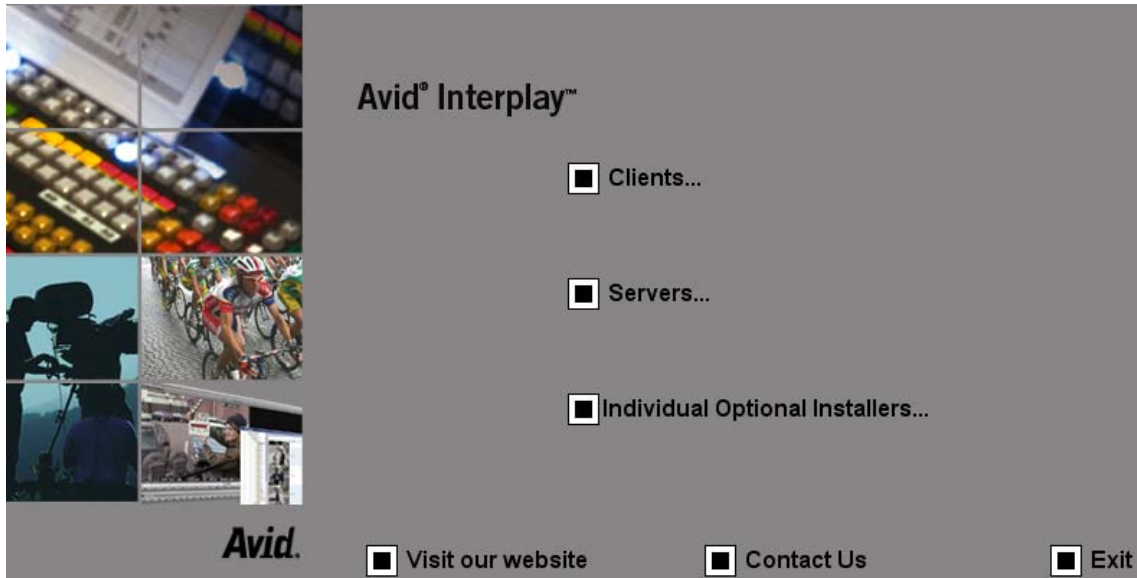 Avid® Interplay™
Clients...
Servers...
Individual Optional Installers...
Avid.
Visit our website
Contact Us
Exit